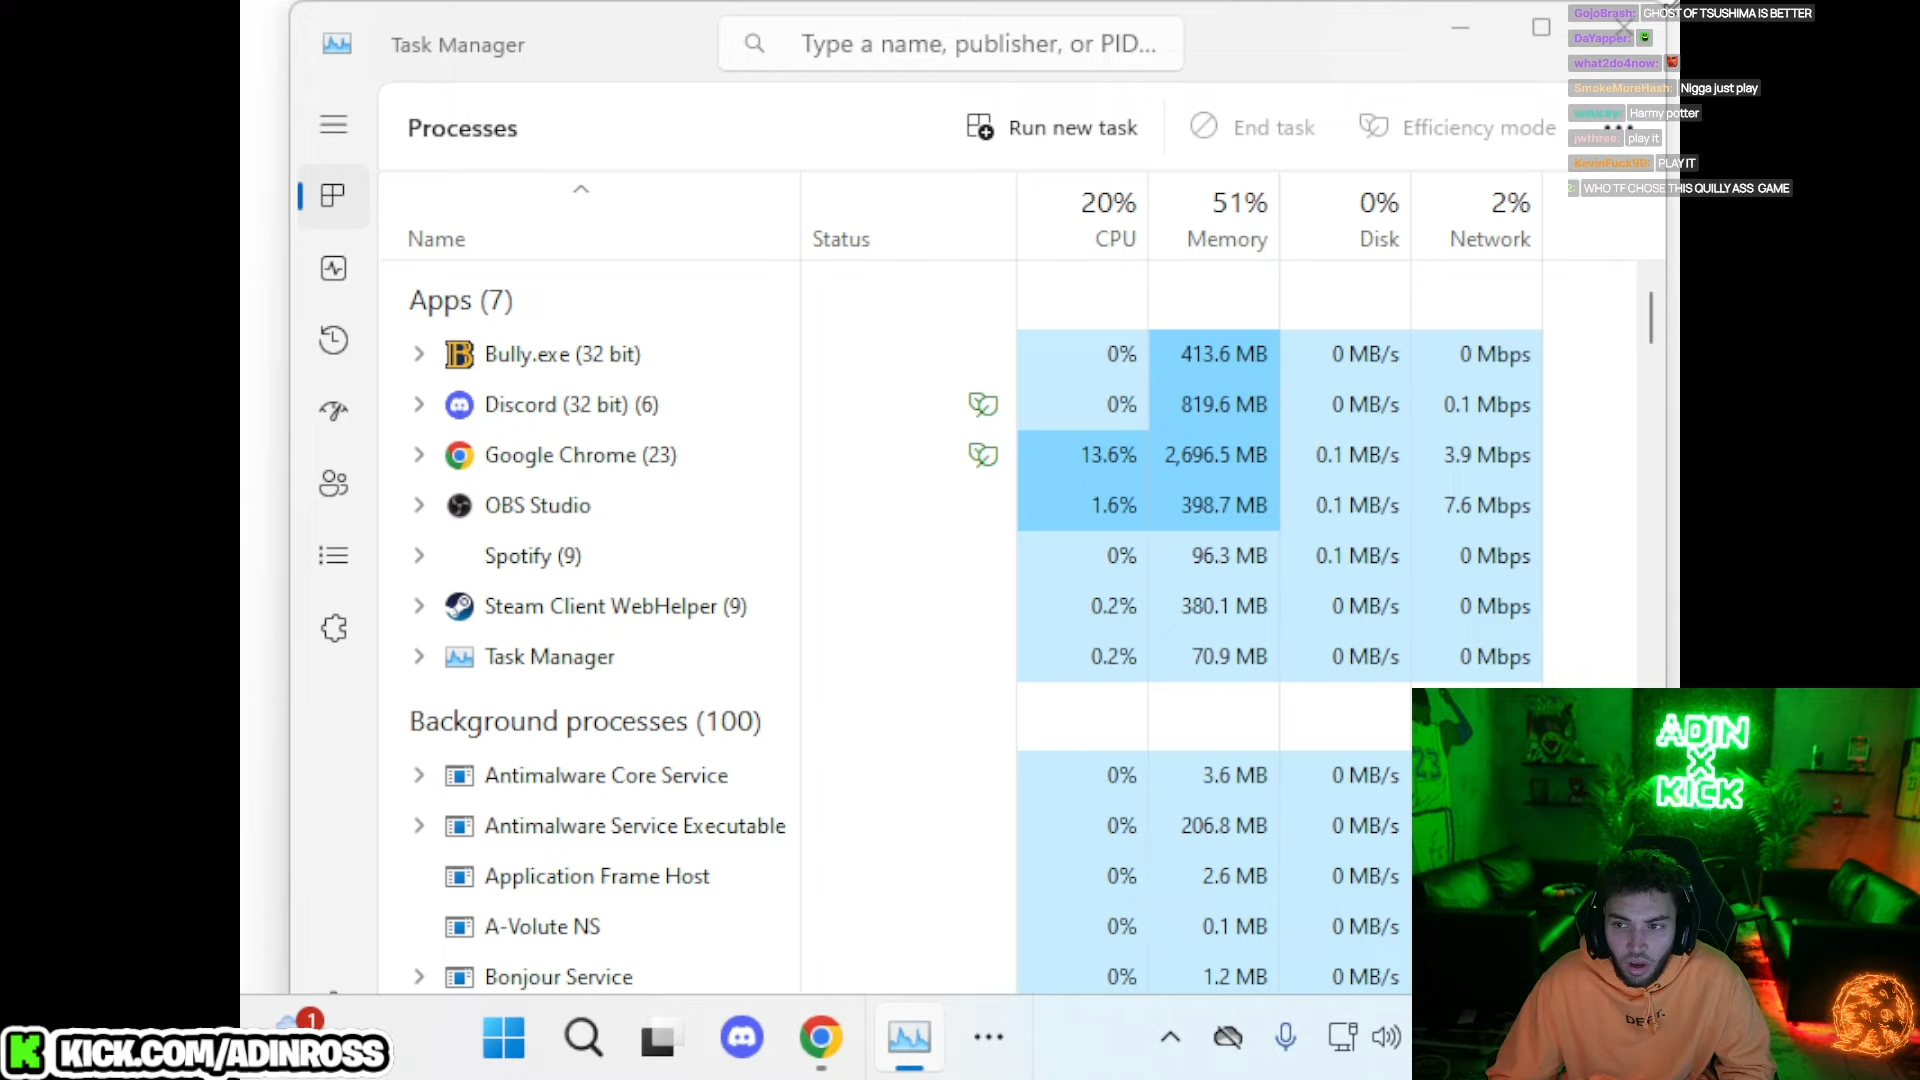 Task Manager
Type a name, publisher, or PID...
Processes
Run new task
End task
Efficiency mode
Name
Status
20%
CPU
51%
Memory
0%
Disk
2%
Network
Apps (7)
Bully.exe (32 bit) 0% 413.6 MB 0 MB/s 0 Mbps
Discord (32 bit) (6) 0% 819.6 MB 0 MB/s 0.1 Mbps
Google Chrome (23) 13.6% 2,696.5 MB 0.1 MB/s 3.9 Mbps
OBS Studio 1.6% 398.7 MB 0.1 MB/s 7.6 Mbps
Spotify (9) 0% 96.3 MB 0.1 MB/s 0 Mbps
Steam Client WebHelper (9) 0.2% 380.1 MB 0 MB/s 0 Mbps
Task Manager 0.2% 70.9 MB 0 MB/s 0 Mbps
Background processes (100)
Antimalware Core Service 0% 3.6 MB 0 MB/s
Antimalware Service Executable 0% 206.8 MB 0 MB/s
Application Frame Host 0% 2.6 MB 0 MB/s
A-Volute NS 0% 0.1 MB 0 MB/s
Bonjour Service 0% 1.2 MB 0 MB/s
GojoBrash: GHOST OF TSUSHIMA IS BETTER
DaYapper:
what2do4now:
SmokeMoreHash: Nigga just play
unlucky: Harmy potter
jwthree: play it
KevinFuck99: PLAY IT
2: WHO TF CHOSE THIS QUILLY ASS GAME
ADIN
X
KICK
23
1
K KICK.COM/ADINROSS